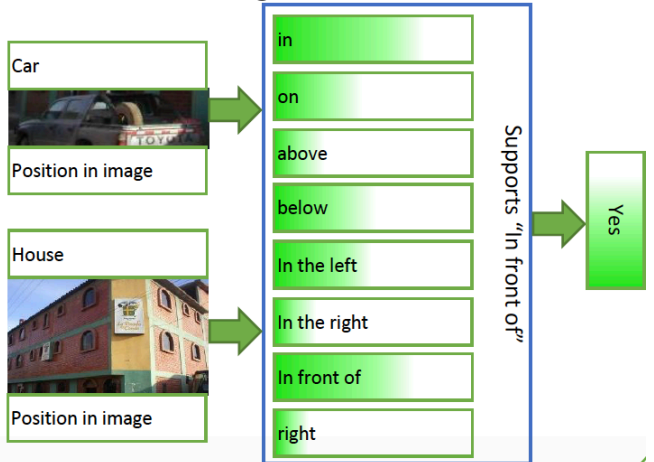 Car
TOYOTA
Position in image
House
Position in image
in
on
above
below
In the left
In the right
In front of
right
Supports “In front of”
Yes